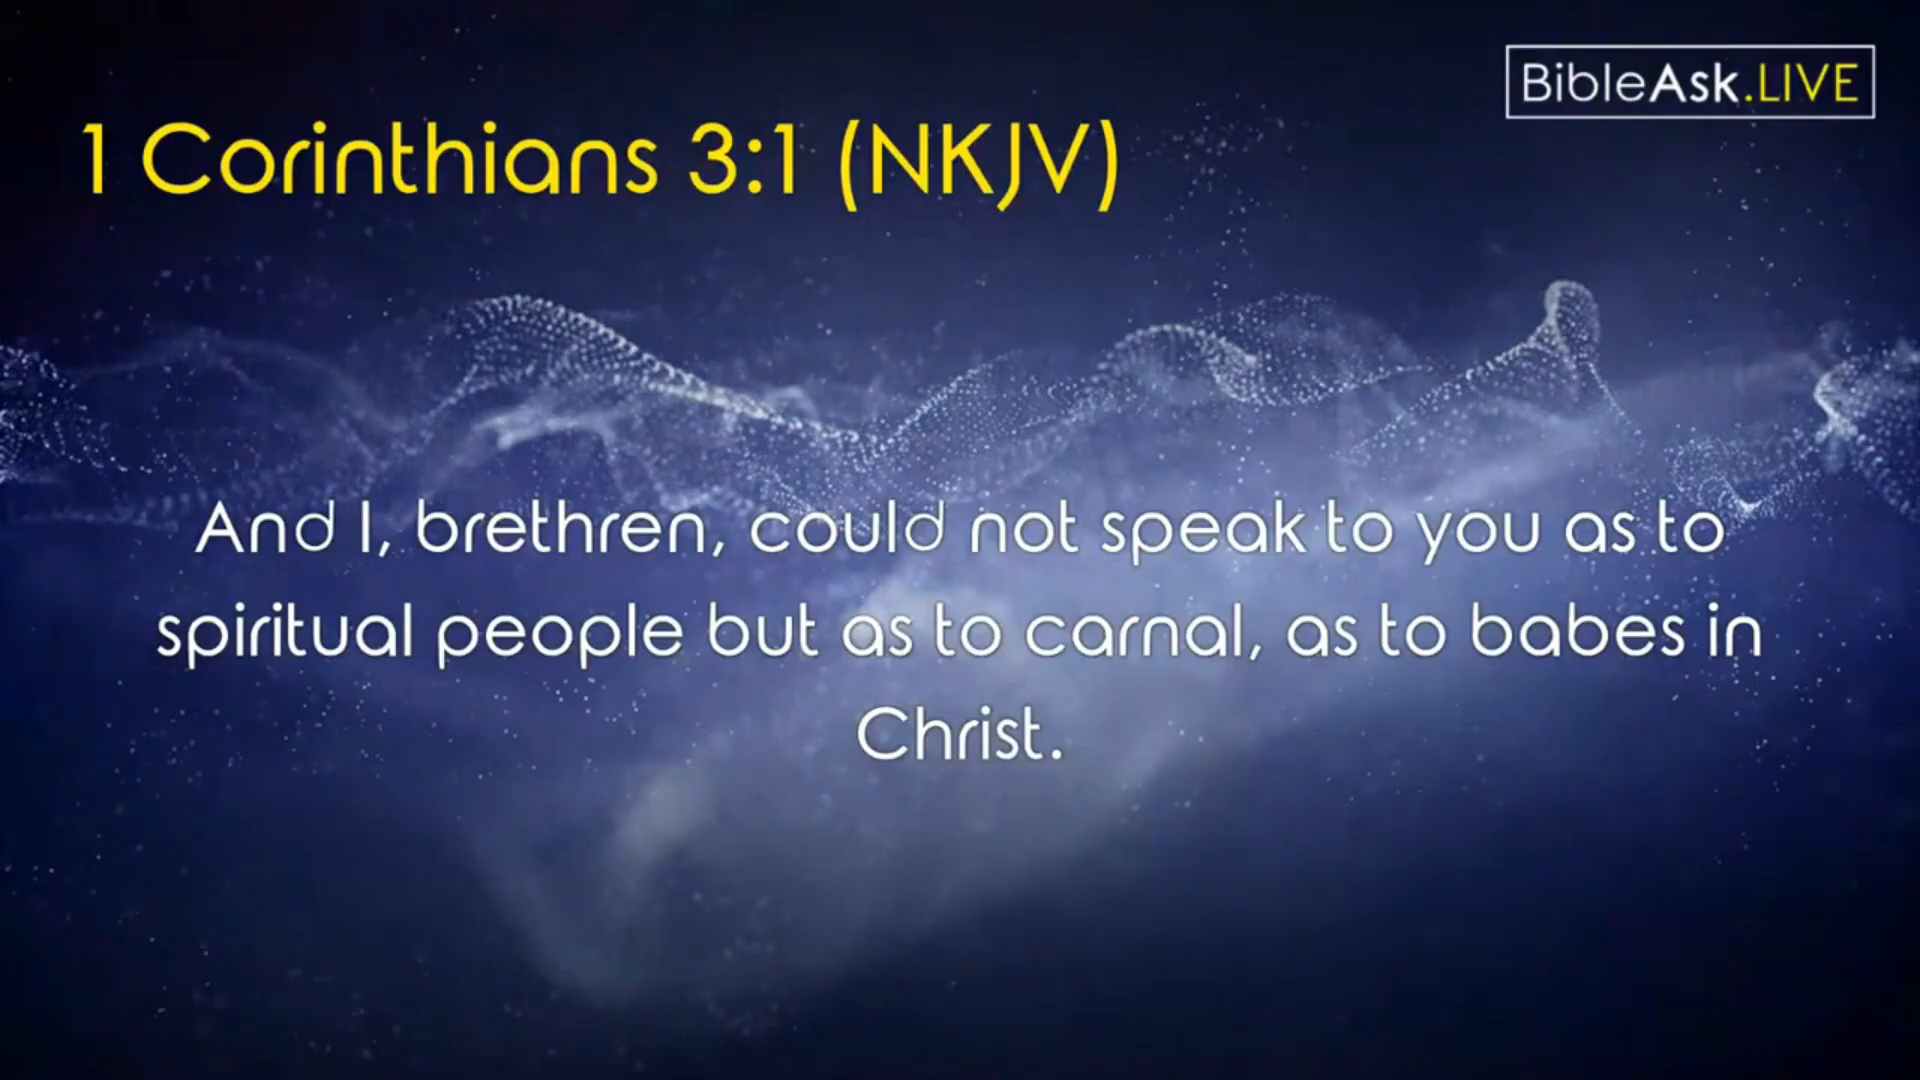 BibleAsk.LIVE
1 Corinthians 3:1 (NKJV)
And I, brethren, could not speak to you as to
spiritual people but as to carnal, as to babes in
Christ.